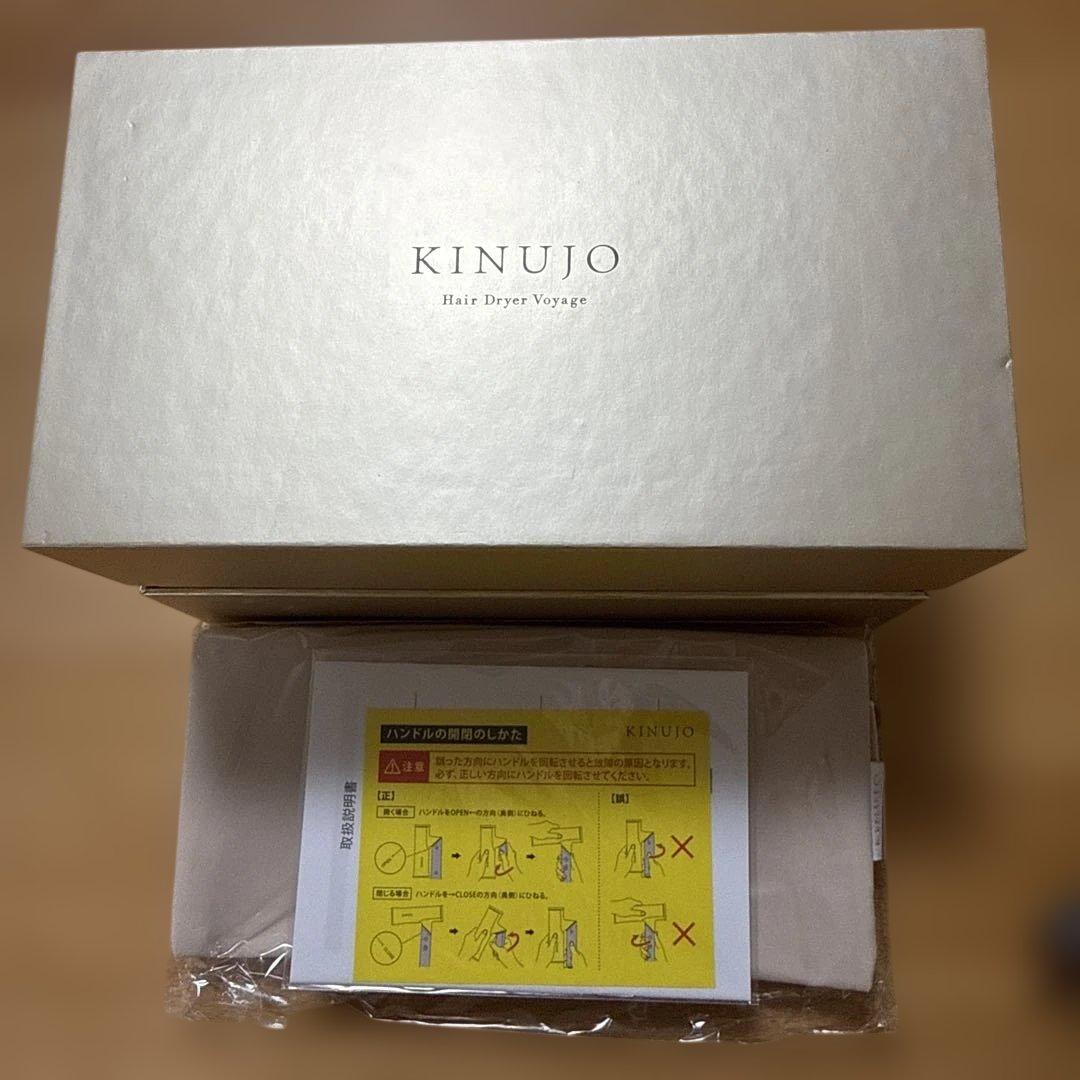 KINUJO
Hair Dryer Voyage
取扱説明書
ハンドルの開閉のしかた
KINUJO
注意
誤った方向にハンドルを回転させると故障の原因となります。
必ず、正しい方向にハンドルを回転させてください。
【正】
【誤】
開く場合
ハンドルをOPEN←の方向(奥側)にひねる。
閉じる場合
ハンドルを→CLOSEの方向(奥側)にひねる。